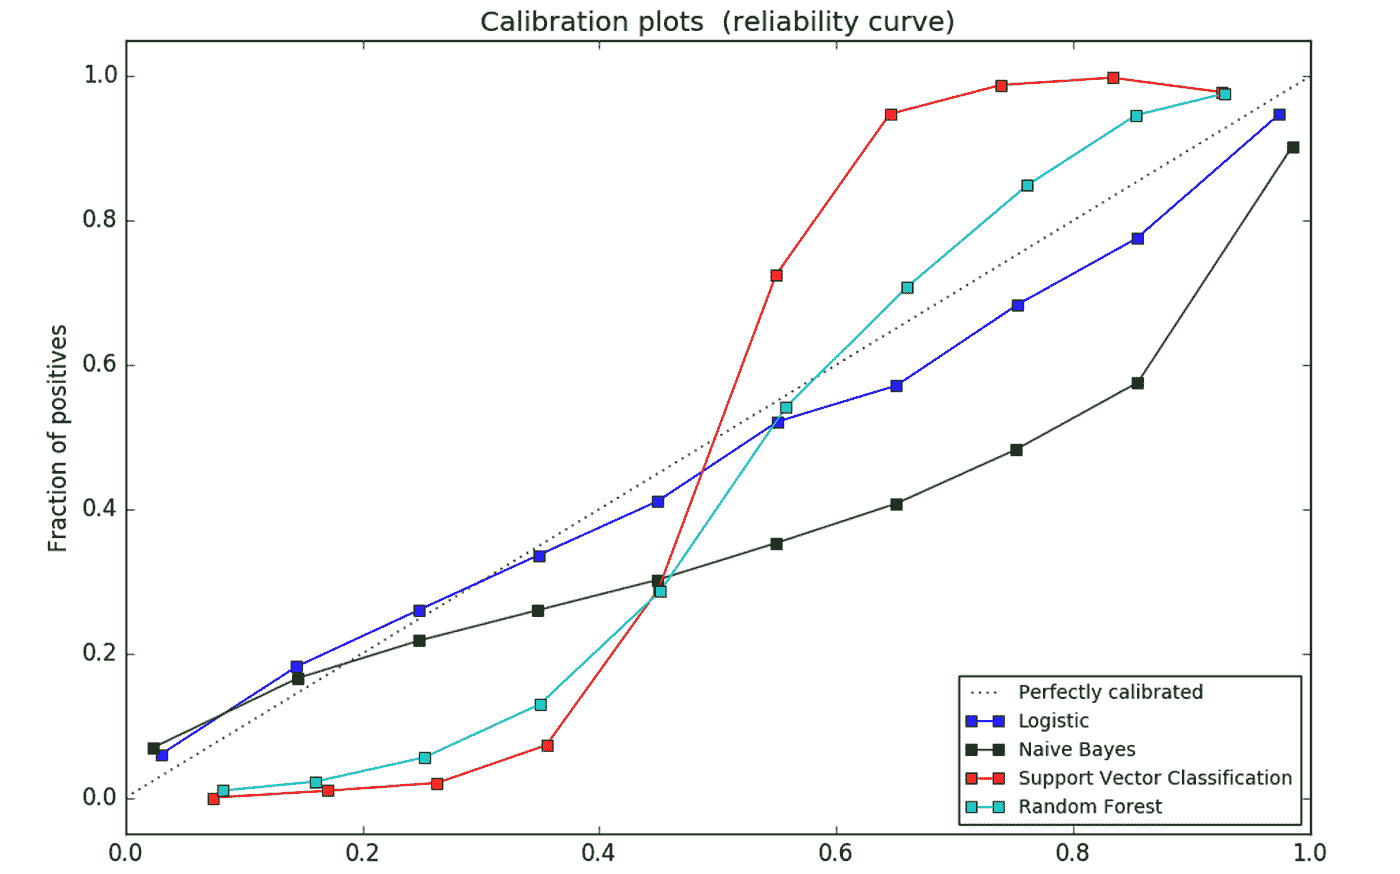 Calibration plots (reliability curve)
Fraction of positives
1.0
0.8
0.6
0.4
0.2
0.0
0.0 0.2 0.4 0.6 0.8 1.0
Perfectly calibrated
Logistic
Naive Bayes
Support Vector Classification
Random Forest